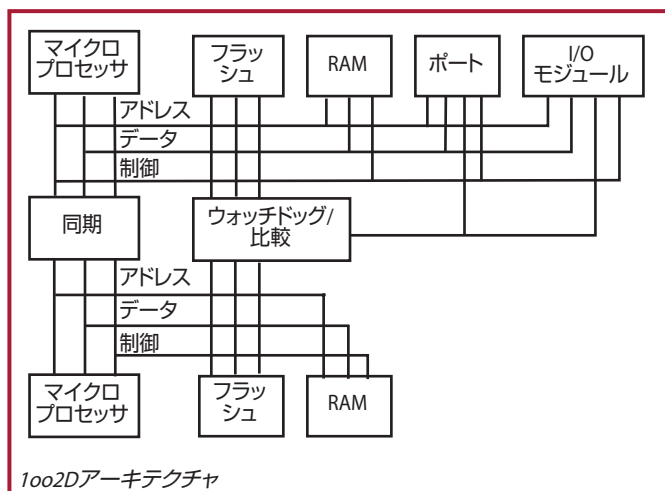 マイクロ
プロセッサ
フラッ
シュ
RAM
ポート
I/O
モジュール
アドレス
データ
制御
同期
ウォッチドッグ/
比較
アドレス
データ
制御
マイクロ
プロセッサ
フラッ
シュ
RAM
1oo2Dアーキテクチャ